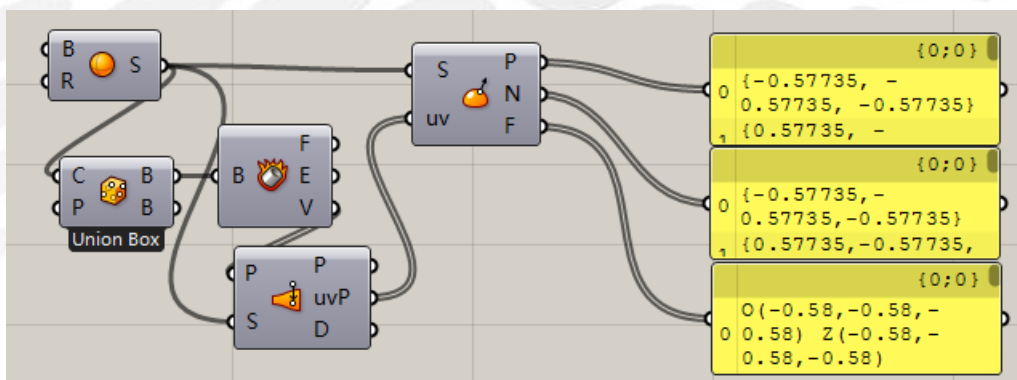 B
R
S
C
P
B
B
Union Box
B
F
E
V
P
S
P
uvP
D
S
uv
P
N
F
{0;0}
0 {-0.57735, -
0.57735, -0.57735}
1 {0.57735, -
{0;0}
0 {-0.57735,-
0.57735,-0.57735}
1 {0.57735,-0.57735,
{0;0}
0 O(-0.58,-0.58,-
0.58) Z(-0.58,-
0.58,-0.58)